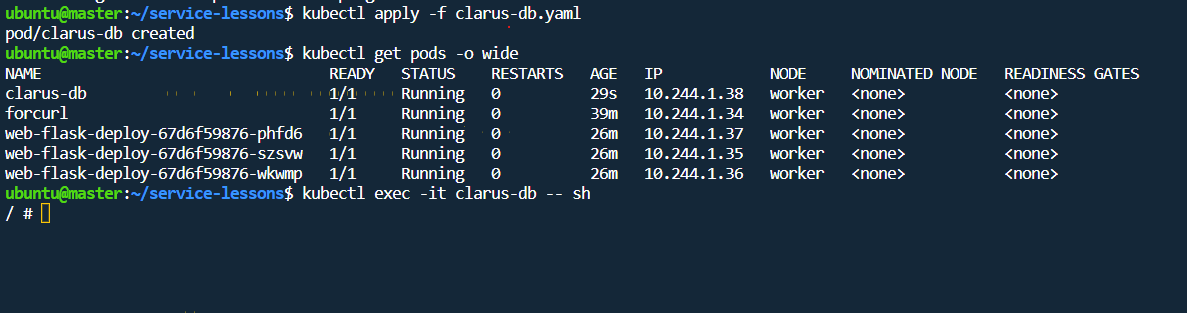 ubuntu@master:~/service-lessons$ kubectl apply -f clarus-db.yaml
pod/clarus-db created
ubuntu@master:~/service-lessons$ kubectl get pods -o wide
NAME READY STATUS RESTARTS AGE IP NODE NOMINATED NODE READINESS GATES
clarus-db 1/1 Running 0 29s 10.244.1.38 worker <none> <none>
forcurl 1/1 Running 0 39m 10.244.1.34 worker <none> <none>
web-flask-deploy-67d6f59876-phfd6 1/1 Running 0 26m 10.244.1.37 worker <none> <none>
web-flask-deploy-67d6f59876-szsvw 1/1 Running 0 26m 10.244.1.35 worker <none> <none>
web-flask-deploy-67d6f59876-wkwmp 1/1 Running 0 26m 10.244.1.36 worker <none> <none>
ubuntu@master:~/service-lessons$ kubectl exec -it clarus-db -- sh
/ #